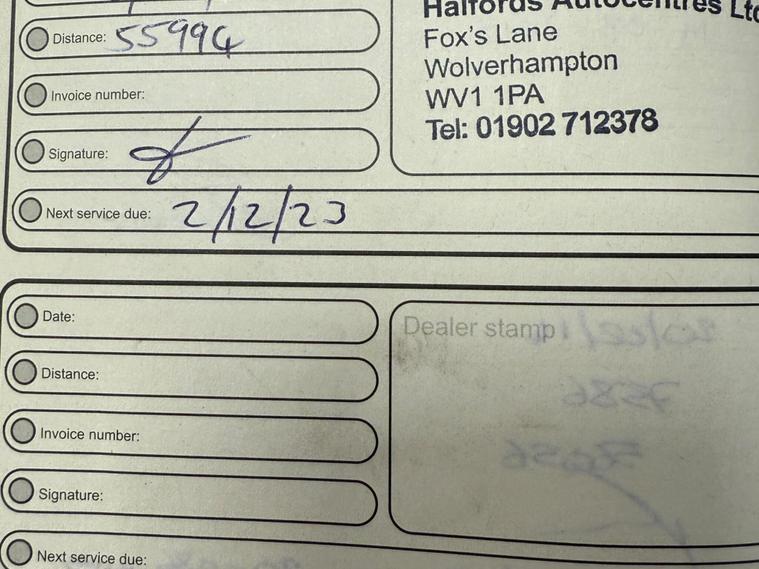 Halfords Autocentres Ltd
Distance: 55994
Fox's Lane
Wolverhampton
Invoice number:
WV1 1PA
Tel: 01902 712378
Signature:
Next service due: 2/12/23
Date:
Dealer stamp
Distance:
Invoice number:
Signature:
Next service due: